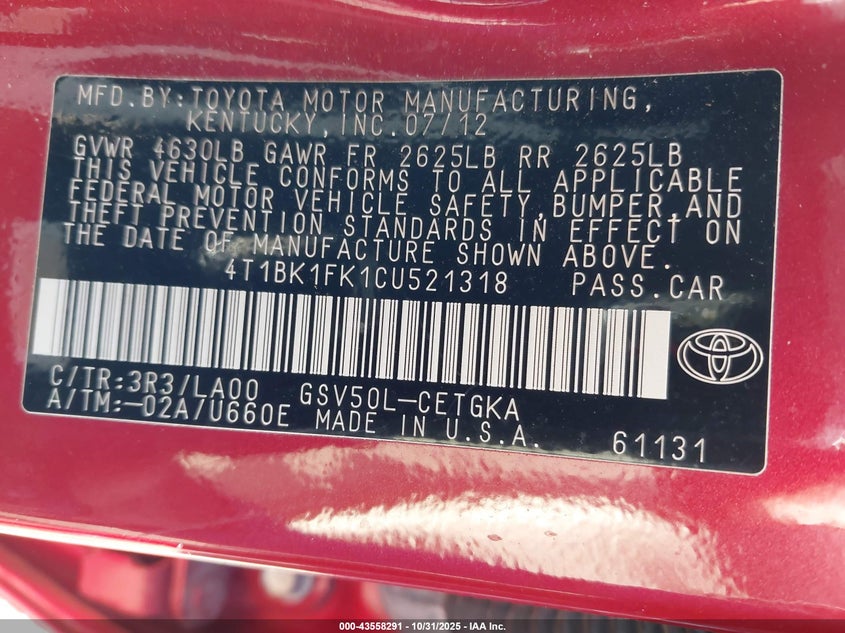 MFD.BY:TOYOTA MOTOR MANUFACTURING,
KENTUCKY, INC. 07/12
GVWR 4630LB GAWR FR 2625LB RR 2625LB
THIS VEHICLE CONFORMS TO ALL APPLICABLE
FEDERAL MOTOR VEHICLE SAFETY,BUMPER,AND
THEFT PREVENTION STANDARDS IN EFFECT ON
THE DATE OF MANUFACTURE SHOWN ABOVE.
4T1BK1FK1CU521318 PASS.CAR
C/TR:3R3/LA00 GSV50L-CETGKA
A/TM:-02A/U660E MADE IN U.S.A. 61131
000-43558291 - 10/31/2025 - IAA Inc.